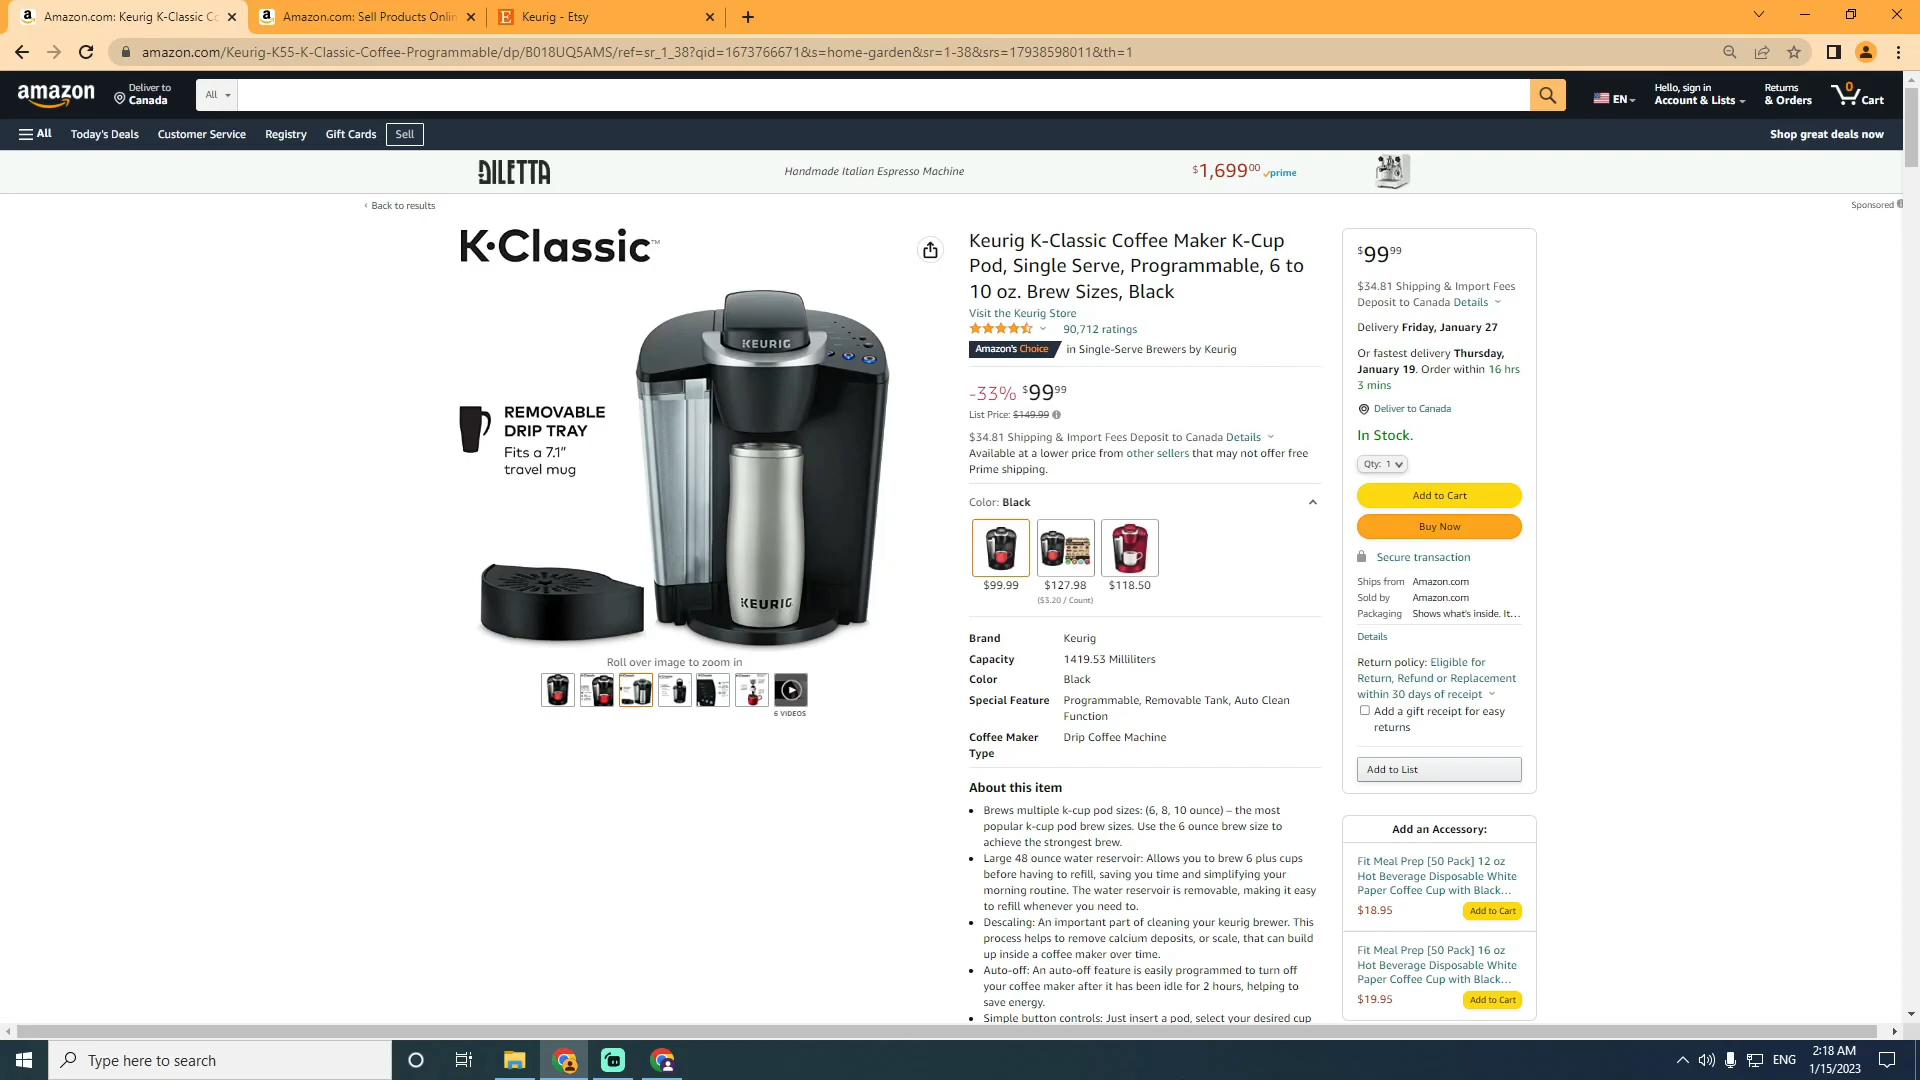 Amazon.com: Keurig K-Classic Co
Amazon.com: Sell Products Onlin
Keurig - Etsy
amazon.com/Keurig-K55-K-Classic-Coffee-Programmable/dp/B018UQ5AMS/ref=sr_1_38?qid=1673766671&s=home-garden&sr=1-38&srs=17938598011&th=1
amazon
Deliver to
Canada
All
EN
Hello, sign in
Account & Lists
Returns
& Orders
0
Cart
All
Today's Deals
Customer Service
Registry
Gift Cards
Sell
Shop great deals now
DILETTA
Handmade Italian Espresso Machine
$1,699.00 prime
‹ Back to results
Sponsored
K·Classic™
REMOVABLE
DRIP TRAY
Fits a 7.1"
travel mug
KEURIG
KEURIG
Roll over image to zoom in
6 VIDEOS
Keurig K-Classic Coffee Maker K-Cup
Pod, Single Serve, Programmable, 6 to
10 oz. Brew Sizes, Black
Visit the Keurig Store
90,712 ratings
Amazon's Choice in Single-Serve Brewers by Keurig
-33% $99 99
List Price: $149.99
$34.81 Shipping & Import Fees Deposit to Canada Details
Available at a lower price from other sellers that may not offer free
Prime shipping.
Color: Black
$99.99
$127.98
($3.20 / Count)
$118.50
Brand Keurig
Capacity 1419.53 Milliliters
Color Black
Special Feature Programmable, Removable Tank, Auto Clean
Function
Coffee Maker Drip Coffee Machine
Type
About this item
• Brews multiple k-cup pod sizes: (6, 8, 10 ounce) – the most
popular k-cup pod brew sizes. Use the 6 ounce brew size to
achieve the strongest brew.
• Large 48 ounce water reservoir: Allows you to brew 6 plus cups
before having to refill, saving you time and simplifying your
morning routine. The water reservoir is removable, making it easy
to refill whenever you need to.
• Descaling: An important part of cleaning your keurig brewer. This
process helps to remove calcium deposits, or scale, that can build
up inside a coffee maker over time.
• Auto-off: An auto-off feature is easily programmed to turn off
your coffee maker after it has been idle for 2 hours, helping to
save energy.
• Simple button controls: Just insert a pod, select your desired cup
$99 99
$34.81 Shipping & Import Fees
Deposit to Canada Details
Delivery Friday, January 27
Or fastest delivery Thursday,
January 19. Order within 16 hrs
3 mins
Deliver to Canada
In Stock.
Qty: 1
Add to Cart
Buy Now
Secure transaction
Ships from Amazon.com
Sold by Amazon.com
Packaging Shows what's inside. It…
Details
Return policy: Eligible for
Return, Refund or Replacement
within 30 days of receipt
Add a gift receipt for easy
returns
Add to List
Add an Accessory:
Fit Meal Prep [50 Pack] 12 oz
Hot Beverage Disposable White
Paper Coffee Cup with Black…
$18.95
Add to Cart
Fit Meal Prep [50 Pack] 16 oz
Hot Beverage Disposable White
Paper Coffee Cup with Black…
$19.95
Add to Cart
Type here to search
ENG
2:18 AM
1/15/2023